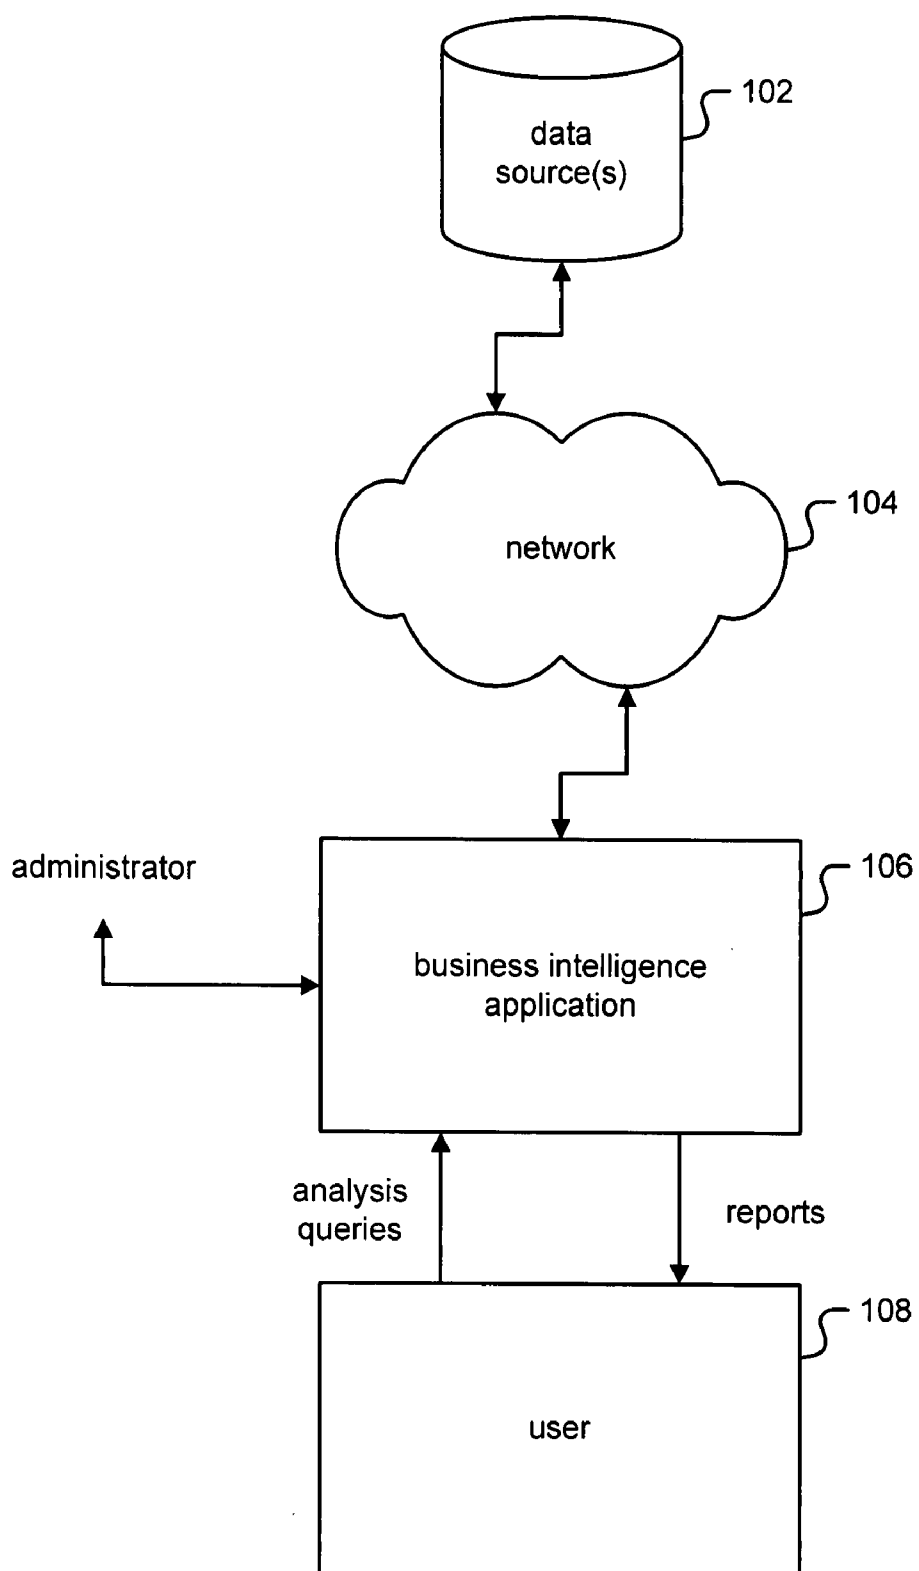 102
data
source(s)
104
network
administrator
106
business intelligence
application
analysis
queries
reports
108
user